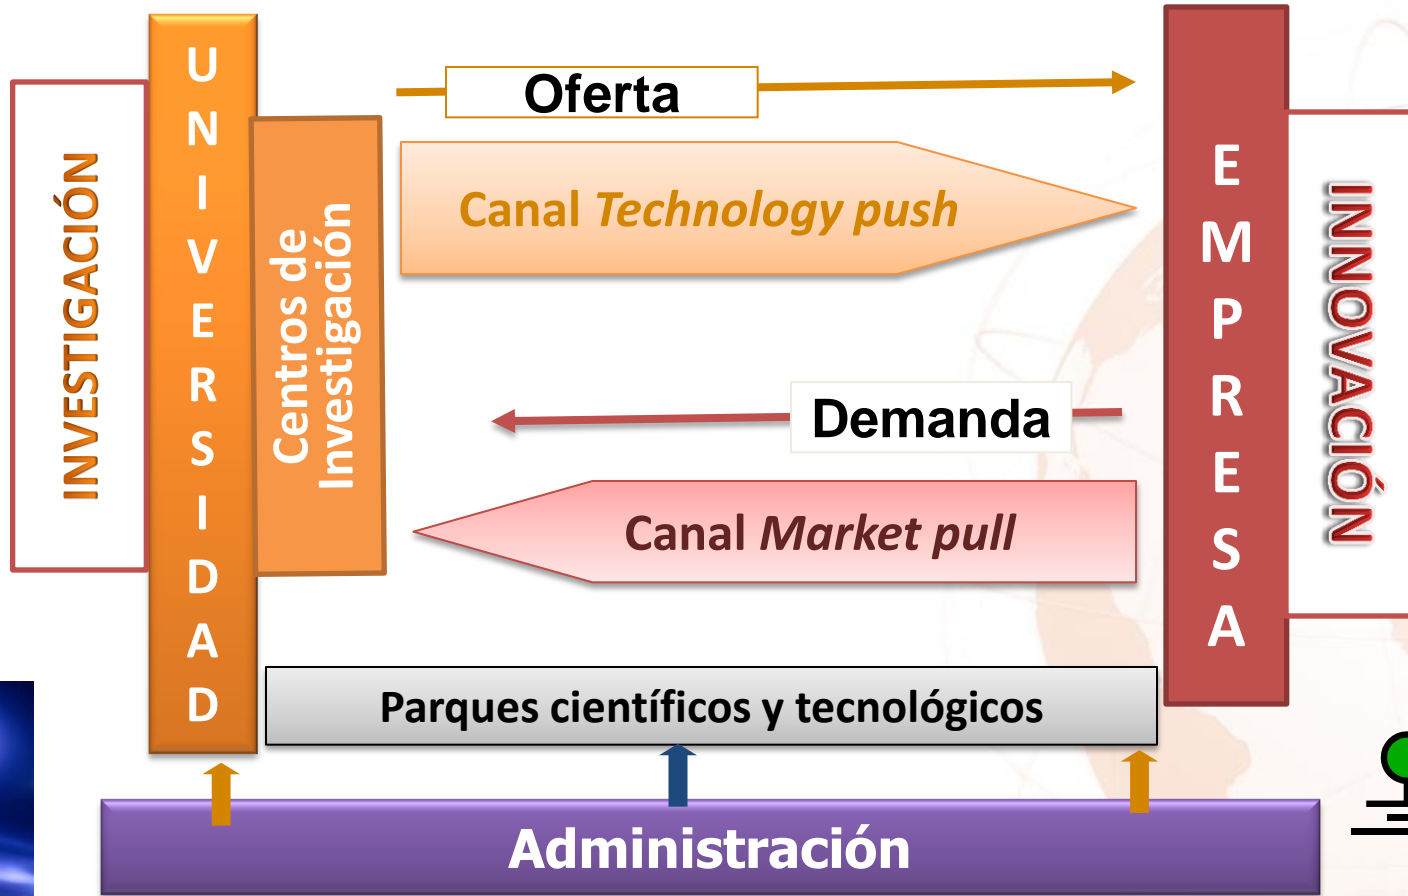 INVESTIGACIÓN
UNIVERSIDAD
Centros de
Investigación
Oferta
Canal Technology push
Demanda
Canal Market pull
EMPRESA
INNOVACIÓN
Parques científicos y tecnológicos
Administración